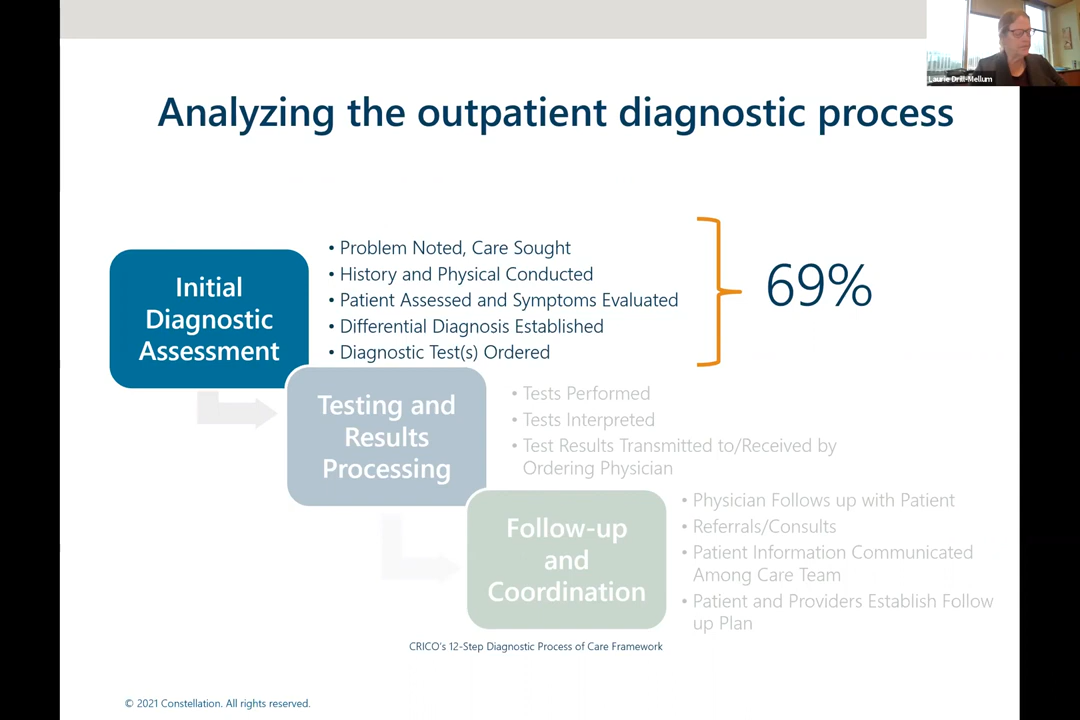 Laurie Drill-Mellum
Analyzing the outpatient diagnostic process
Initial
Diagnostic
Assessment
• Problem Noted, Care Sought
• History and Physical Conducted
• Patient Assessed and Symptoms Evaluated
• Differential Diagnosis Established
• Diagnostic Test(s) Ordered
69%
Testing and
Results
Processing
• Tests Performed
• Tests Interpreted
• Test Results Transmitted to/Received by
Ordering Physician
Follow-up
and
Coordination
• Physician Follows up with Patient
• Referrals/Consults
• Patient Information Communicated
Among Care Team
• Patient and Providers Establish Follow
up Plan
CRICO's 12-Step Diagnostic Process of Care Framework
© 2021 Constellation. All rights reserved.